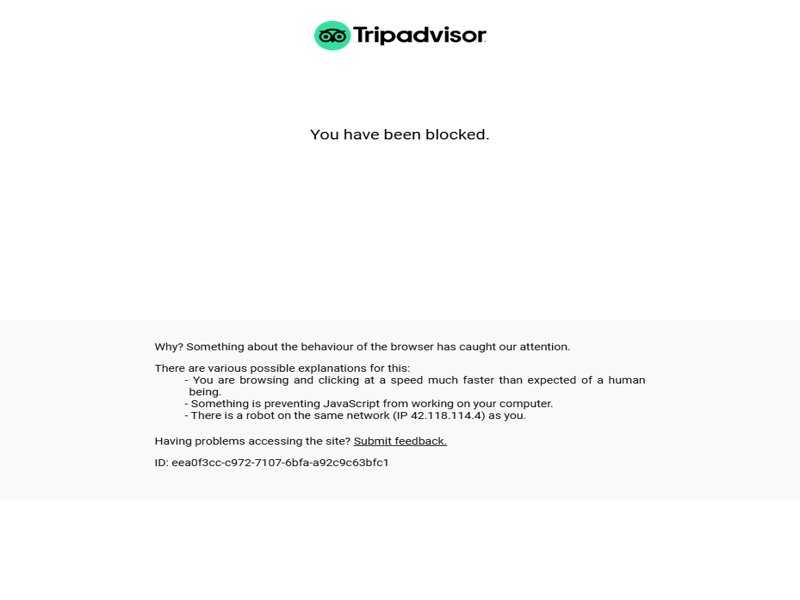 Tripadvisor
You have been blocked.
Why? Something about the behaviour of the browser has caught our attention.
There are various possible explanations for this:
- You are browsing and clicking at a speed much faster than expected of a human
being.
- Something is preventing JavaScript from working on your computer.
- There is a robot on the same network (IP 42.118.114.4) as you.
Having problems accessing the site? Submit feedback.
ID: eea0f3cc-c972-7107-6bfa-a92c9c63bfc1